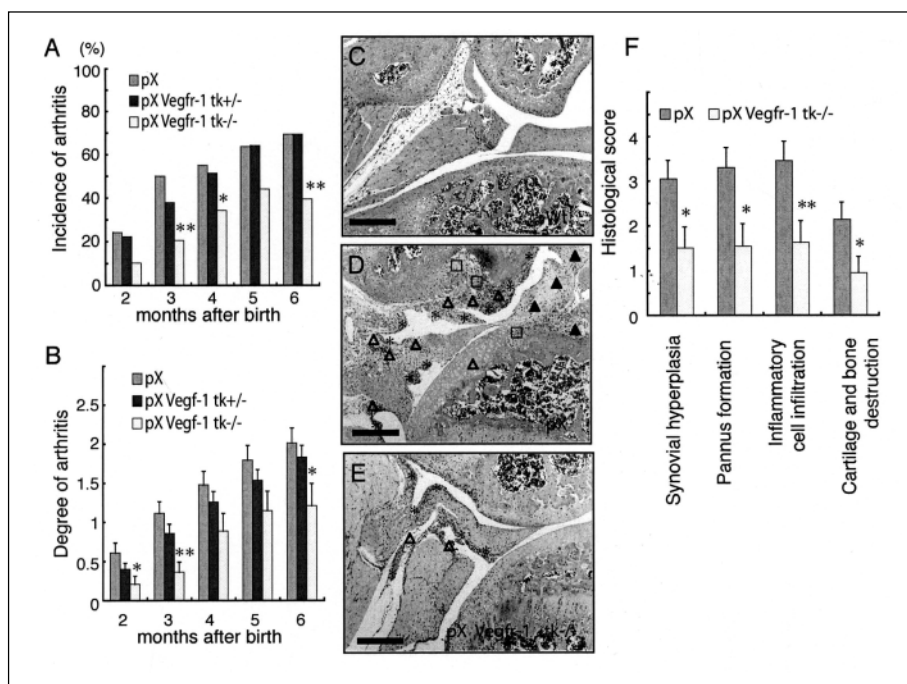 A (%)
100
80
60
40
20
0
Incidence of arthritis
pX
pX Vegfr-1 tk+/-
pX Vegfr-1 tk-/-
**
*
**
2 3 4 5 6
months after birth
B
2.5
2
1.5
1
0.5
0
Degree of arthritis
pX
pX Vegf-1 tk+/-
pX Vegf-1 tk-/-
*
**
*
2 3 4 5 6
months after birth
C
D
pX
E
pX Vegfr-1 tk-/-
F
pX
pX Vegfr-1 tk-/-
5
4
3
2
1
0
Histological score
*
*
**
*
Synovial hyperplasia
Pannus formation
Inflammatory
cell infiltration
Cartilage and bone
destruction